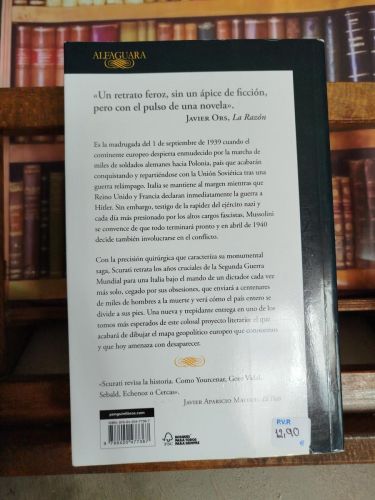 ALFAGUARA
«Un retrato feroz, sin un ápice de ficción,
pero con el pulso de una novela».
JAVIER ORS, La Razón
Es la madrugada del 1 de septiembre de 1939 cuando el
continente europeo despierta enmudecido por la marcha de
miles de soldados alemanes hacia Polonia, país que acabarán
conquistando y repartiendo con la Unión Soviética tras una
guerra relámpago. Italia se mantiene al margen mientras que
Reino Unido y Francia declaran inmediatamente la guerra a
Hitler. Sin embargo, testigo de la rapidez del ejército nazi y
cada día más presionado por los altos cargos fascistas, Mussolini
se convence de que todo terminará pronto y en abril de 1940
decide también involucrarse en el conflicto.
Con la precisión quirúrgica que caracteriza su monumental
saga, Scurati retrata los años cruciales de la Segunda Guerra
Mundial para una Italia bajo el mando de un dictador cada vez
más solo, cegado por sus obsesiones, que enviará a centenares
de miles de hombres a la muerte y verá cómo el país entero se
divide a sus pies. Una nueva y trepidante entrega en uno de los
tomos más esperados de este colosal proyecto literario: el que
acabará de dibujar el mapa geopolítico europeo que conocemos
y que hoy amenaza con desaparecer.
«Scurati revisa la historia. Como Yourcenar, Gore Vidal,
Sebald, Echenoz o Cercas».
JAVIER APARICIO
penguinlibros.com
FSC
P.V.P.
12,90
€